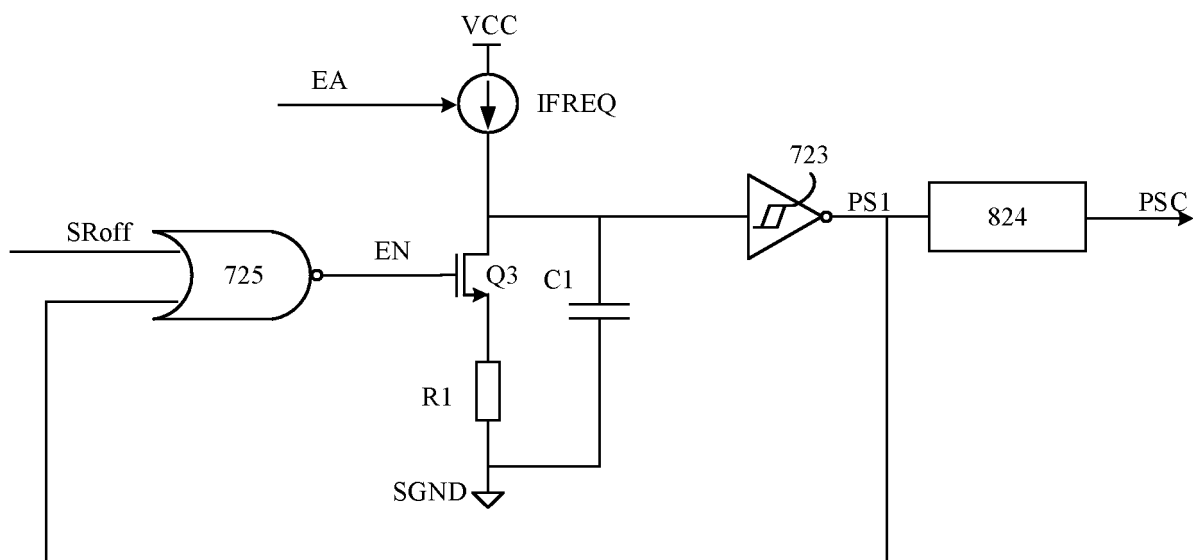 VCC
EA
IFREQ
723
PS1
824
PSC
SRoff
725
EN
Q3
C1
R1
SGND